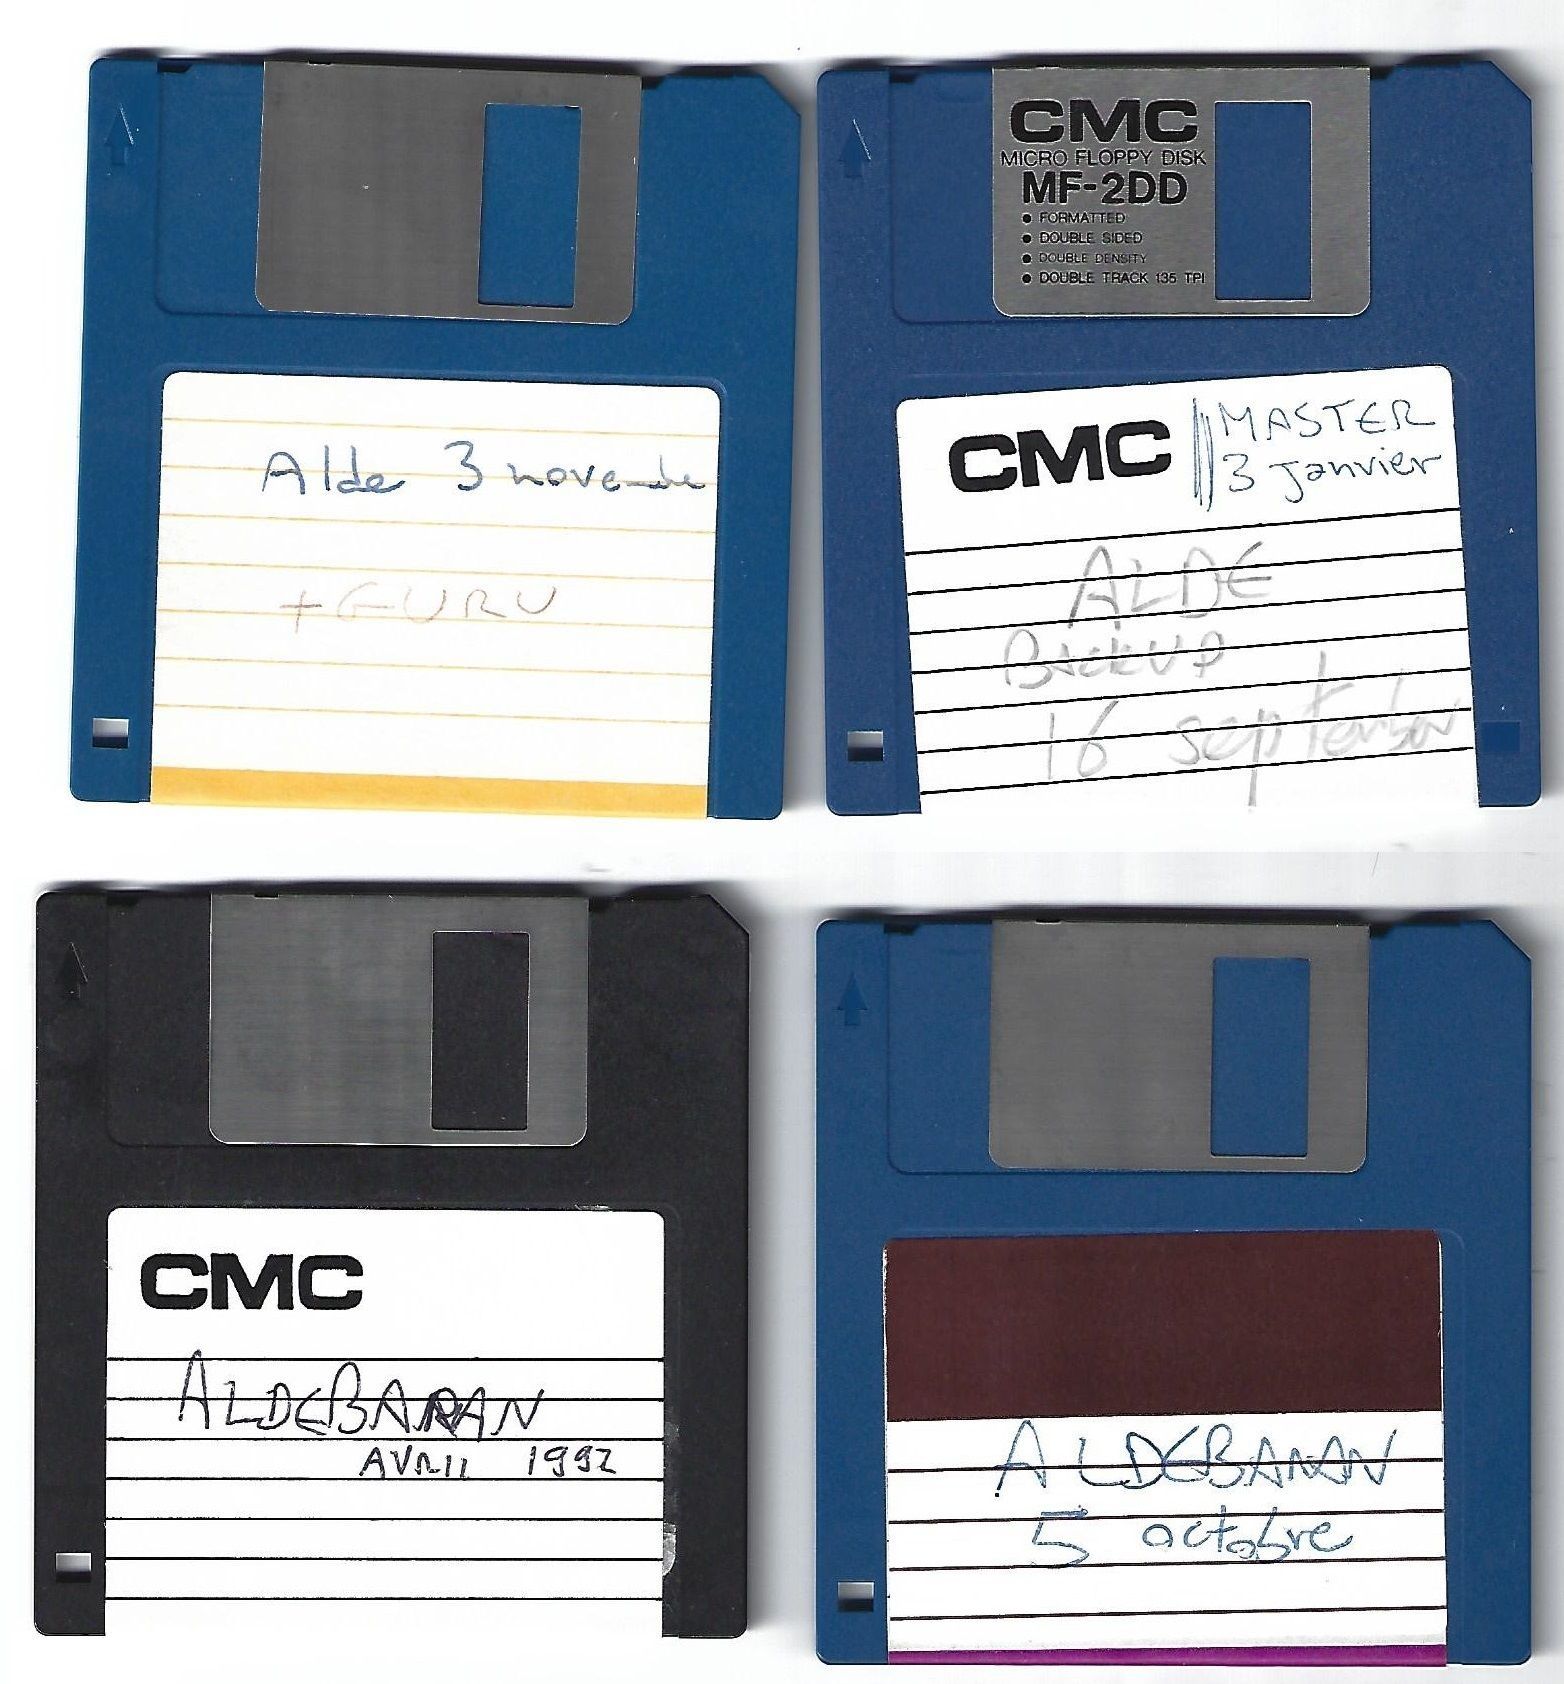 Alde 3 novembre
+ GURU
CMC
MICRO FLOPPY DISK
MF-2DD
● FORMATTED
● DOUBLE SIDED
● DOUBLE DENSITY
● DOUBLE TRACK 135 TPI
CMC
MASTER
3 janvier
ALDE
BACKUP
16 september
CMC
ALDEBARAN
AVRIL 1992
ALDEBARAN
5 octobre